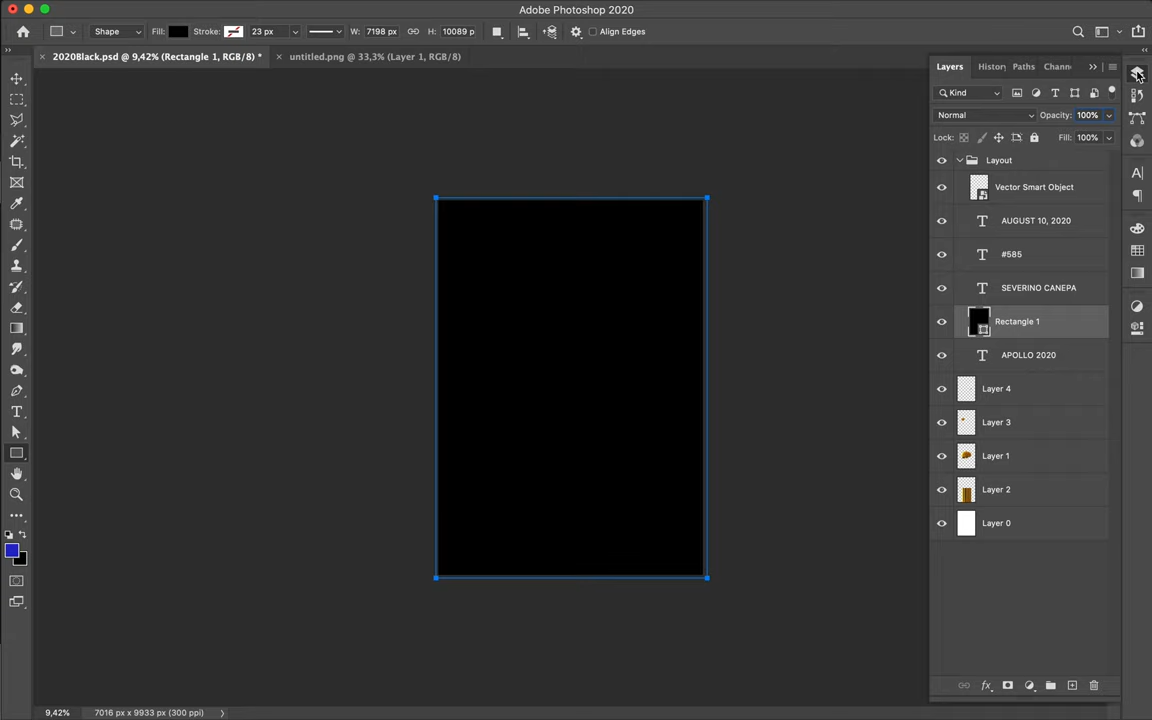 Adobe Photoshop 2020
Shape Fill: Stroke: 23 px W: 7198 px H: 10089 p Align Edges
2020Black.psd @ 9,42% (Rectangle 1, RGB/8) * untitled.png @ 33,3% (Layer 1, RGB/8)
Layers History Paths Chann
Kind
Normal Opacity: 100%
Lock: Fill: 100%
Layout
Vector Smart Object
AUGUST 10, 2020
#585
SEVERINO CANEPA
Rectangle 1
APOLLO 2020
Layer 4
Layer 3
Layer 1
Layer 2
Layer 0
9,42% 7016 px x 9933 px (300 ppi)